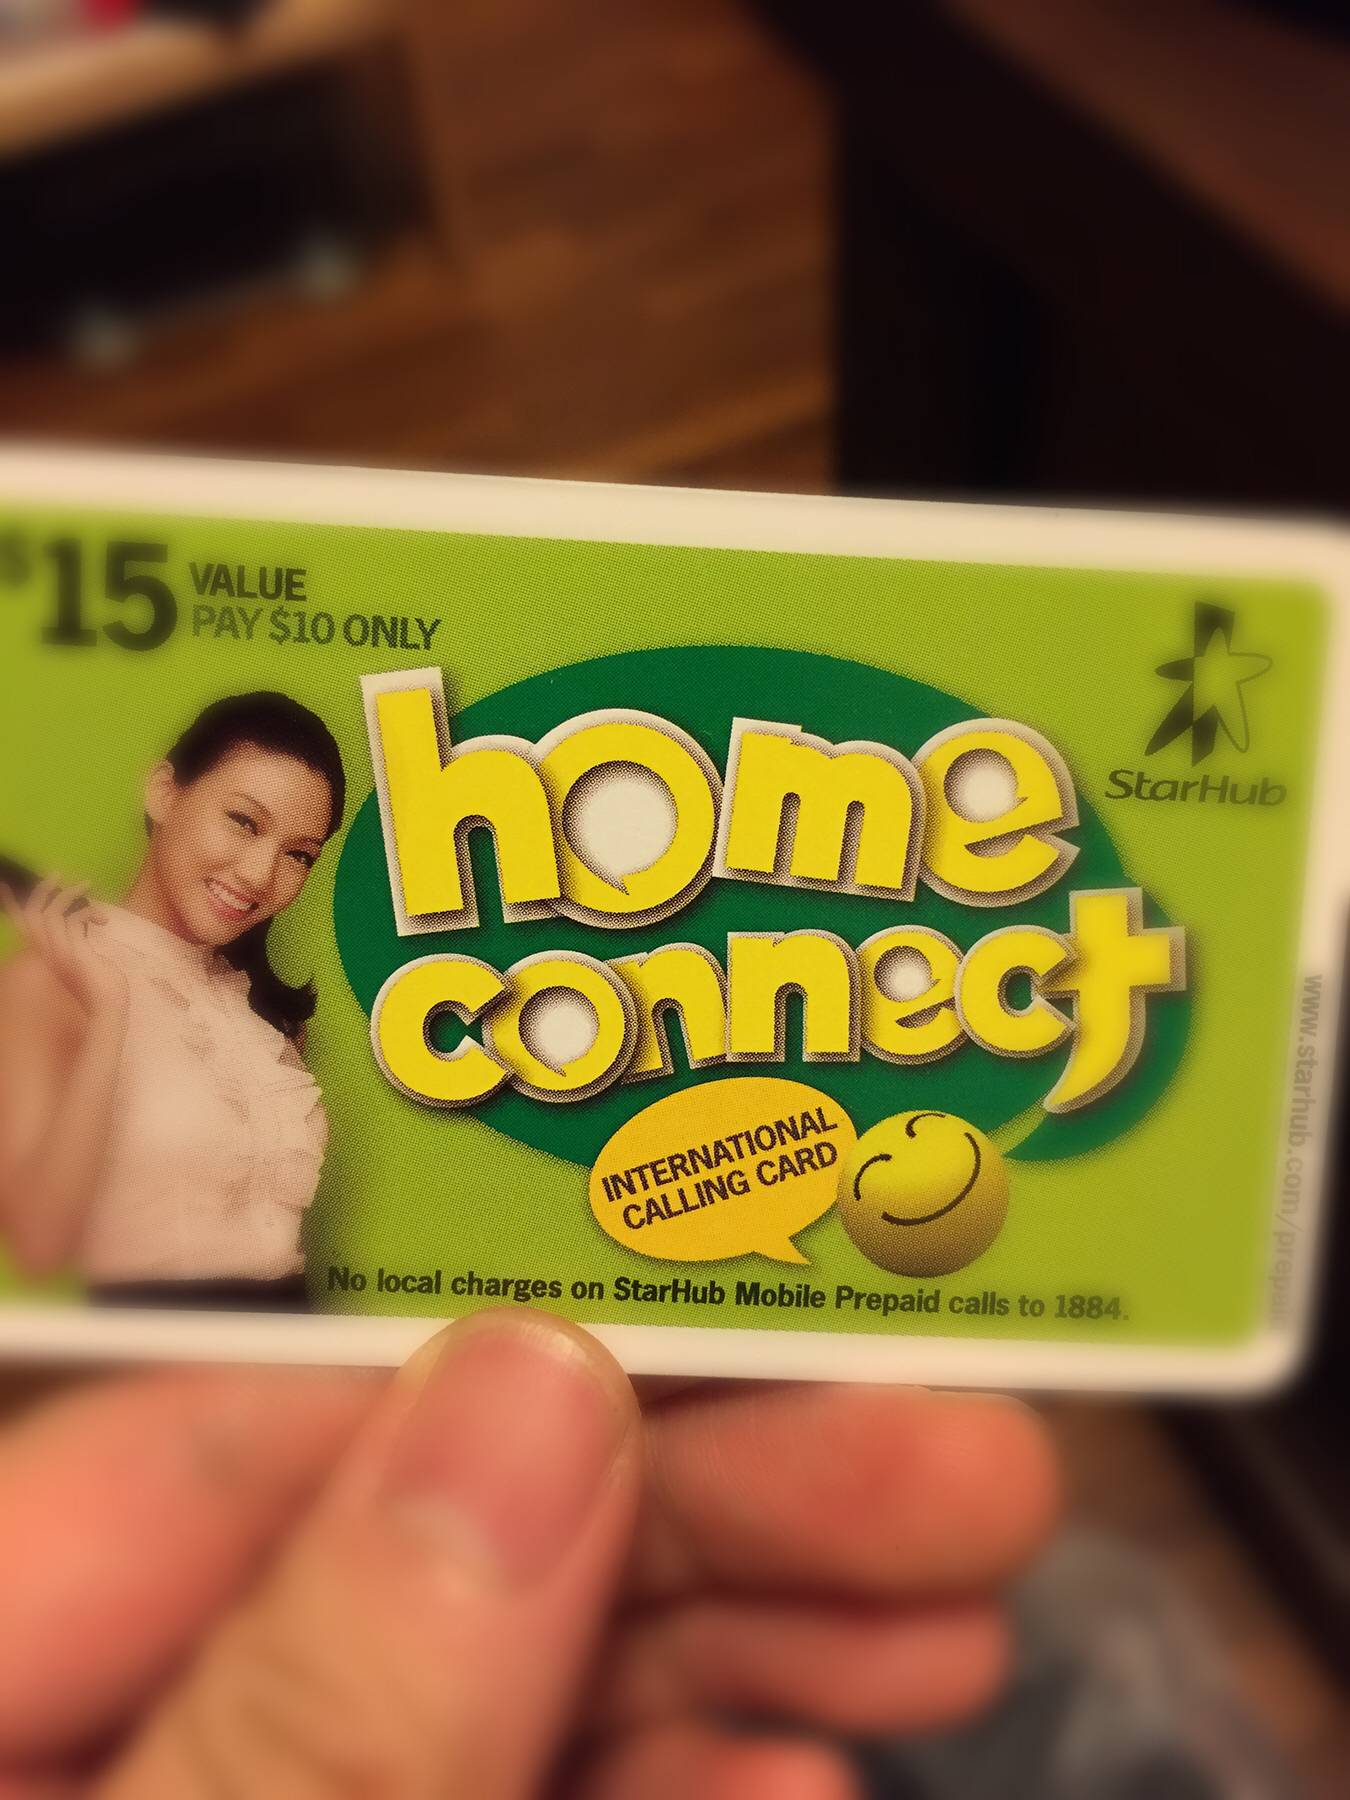 $15 VALUE
PAY $10 ONLY
StarHub
home
connect
INTERNATIONAL
CALLING CARD
No local charges on StarHub Mobile Prepaid calls to 1884.
www.starhub.com/prepaid